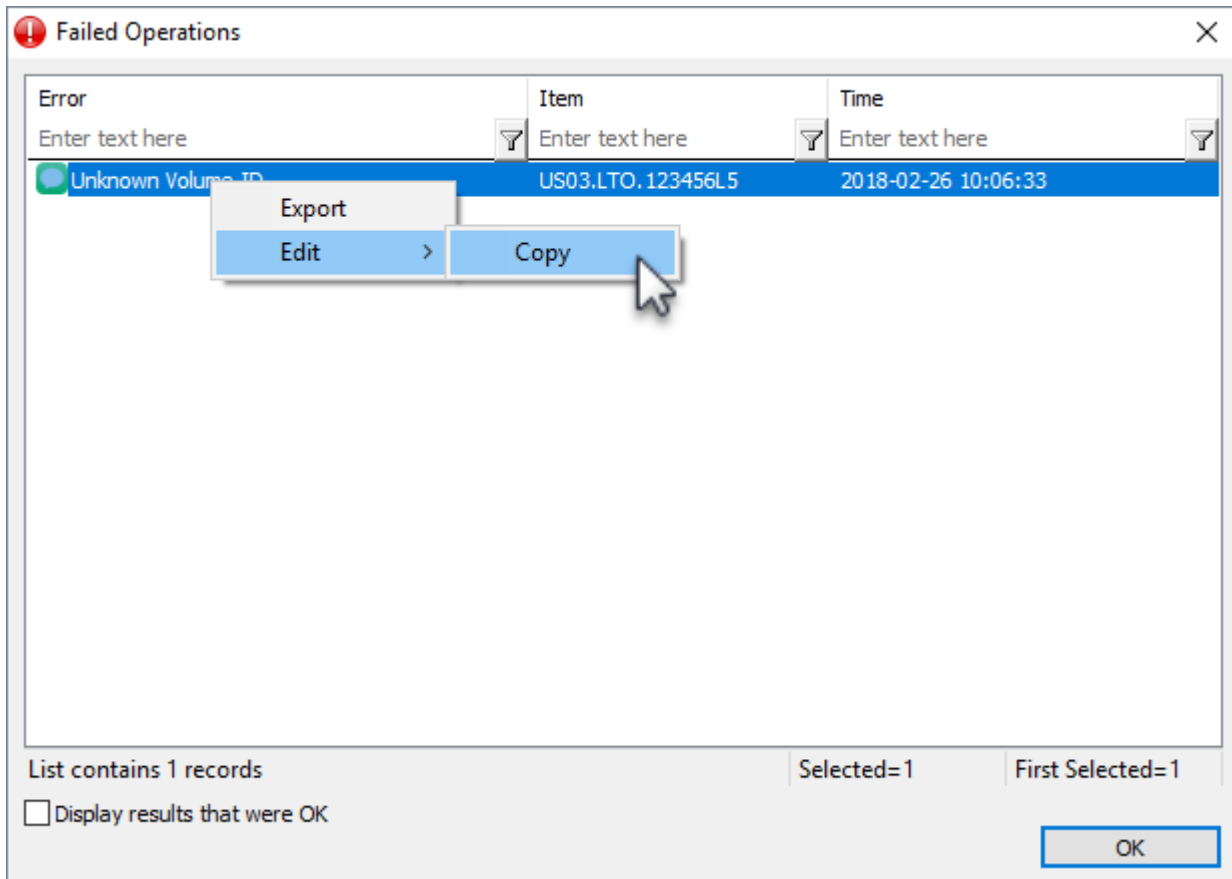 Failed Operations
Error Item Time
Enter text here Enter text here Enter text here
Unknown Volume ID US03.LTO.123456L5 2018-02-26 10:06:33
Export
Edit > Copy
List contains 1 records Selected=1 First Selected=1
Display results that were OK
OK